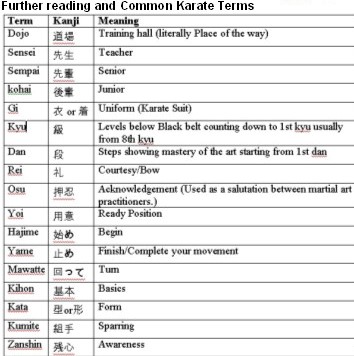 Further reading and Common Karate Terms
Term Kanji Meaning
Dojo 道場 Training hall (literally Place of the way)
Sensei 先生 Teacher
Sempai 先輩 Senior
kohai 後輩 Junior
Gi 衣 or 着 Uniform (Karate Suit)
Kyu 級 Levels below Black belt counting down to 1st kyu usually
from 8th kyu
Dan 段 Steps showing mastery of the art starting from 1st dan
Rei 礼 Courtesy/Bow
Osu 押忍 Acknowledgement (Used as a salutation between martial art
practitioners.)
Yoi 用意 Ready Position
Hajime 始め Begin
Yame 止め Finish/Complete your movement
Mawatte 回って Turn
Kihon 基本 Basics
Kata 型or形 Form
Kumite 組手 Sparring
Zanshin 残心 Awareness